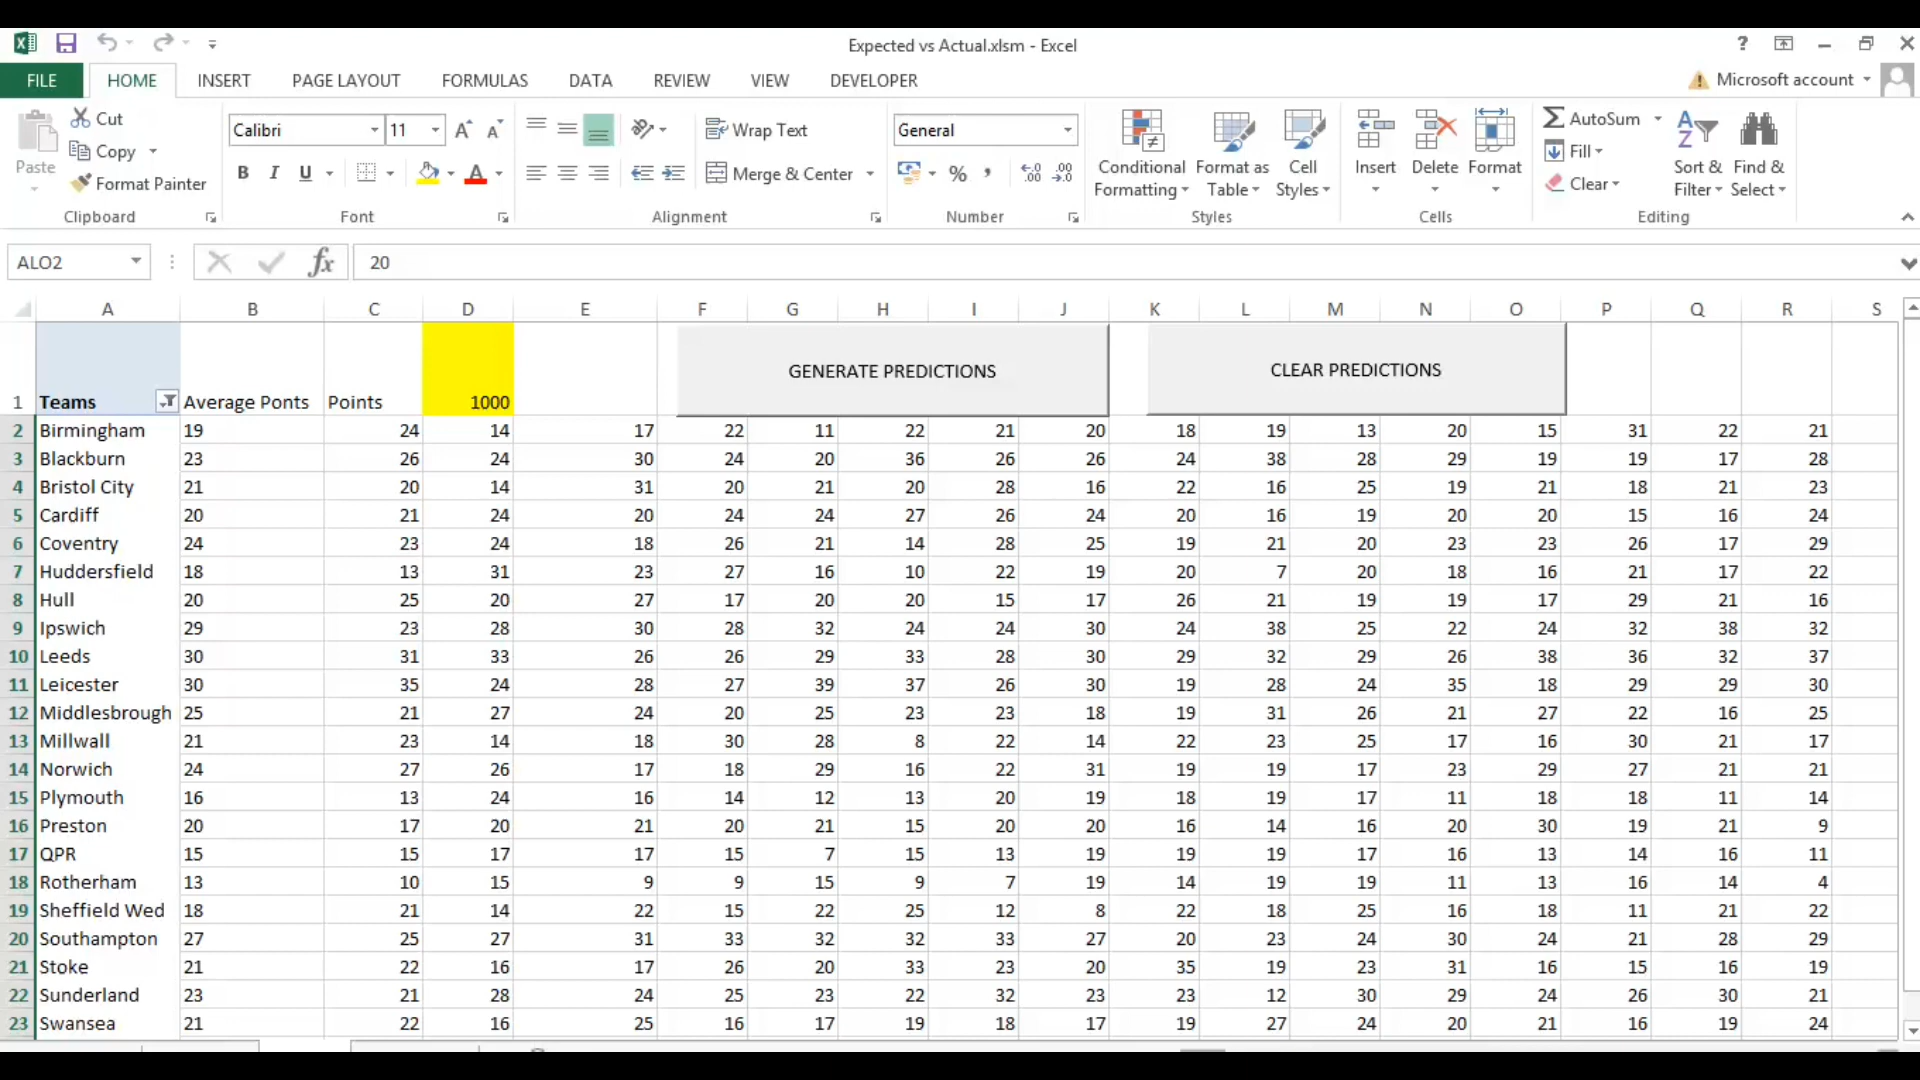 Expected vs Actual.xlsm - Excel
?
FILE HOME INSERT PAGE LAYOUT FORMULAS DATA REVIEW VIEW DEVELOPER Microsoft account
Paste
Cut
Copy
Format Painter
Clipboard
Calibri 11
B I U
Font
Wrap Text
Merge & Center
Alignment
General
%
Number
Conditional Formatting
Format as Table
Cell Styles
Styles
Insert
Delete
Format
Cells
AutoSum
Fill
Clear
Sort & Filter
Find & Select
Editing
ALO2 fx 20
A B C D E F G H I J K L M N O P Q R S
1 Teams Average Ponts Points 1000 GENERATE PREDICTIONS CLEAR PREDICTIONS
2 Birmingham 19 24 14 17 22 11 22 21 20 18 19 13 20 15 31 22 21
3 Blackburn 23 26 24 30 24 20 36 26 26 24 38 28 29 19 19 17 28
4 Bristol City 21 20 14 31 20 21 20 28 16 22 16 25 19 21 18 21 23
5 Cardiff 20 21 24 20 24 24 27 26 24 20 16 19 20 20 15 16 24
6 Coventry 24 23 24 18 26 21 14 28 25 19 21 20 23 23 26 17 29
7 Huddersfield 18 13 31 23 27 16 10 22 19 20 7 20 18 16 21 17 22
8 Hull 20 25 20 27 17 20 20 15 17 26 21 19 19 17 29 21 16
9 Ipswich 29 23 28 30 28 32 24 24 30 24 38 25 22 24 32 38 32
10 Leeds 30 31 33 26 26 29 33 28 30 29 32 29 26 38 36 32 37
11 Leicester 30 35 24 28 27 39 37 26 30 19 28 24 35 18 29 29 30
12 Middlesbrough 25 21 27 24 20 25 23 23 18 19 31 26 21 27 22 16 25
13 Millwall 21 23 14 18 30 28 8 22 14 22 23 25 17 16 30 21 17
14 Norwich 24 27 26 17 18 29 16 22 31 19 19 17 23 29 27 21 21
15 Plymouth 16 13 24 16 14 12 13 20 19 18 19 17 11 18 18 11 14
16 Preston 20 17 20 21 20 21 15 20 20 16 14 16 20 30 19 21 9
17 QPR 15 15 17 17 15 7 15 13 19 19 19 17 16 13 14 16 11
18 Rotherham 13 10 15 9 9 15 9 7 19 14 19 19 11 13 16 14 4
19 Sheffield Wed 18 21 14 22 15 22 25 12 8 22 18 25 16 18 11 21 22
20 Southampton 27 25 27 31 33 32 32 33 27 20 23 24 30 24 21 28 29
21 Stoke 21 22 16 17 26 20 33 23 20 35 19 23 31 16 15 16 19
22 Sunderland 23 21 28 24 25 23 22 32 23 23 12 30 29 24 26 30 21
23 Swansea 21 22 16 25 16 17 19 18 17 19 27 24 20 21 16 19 24